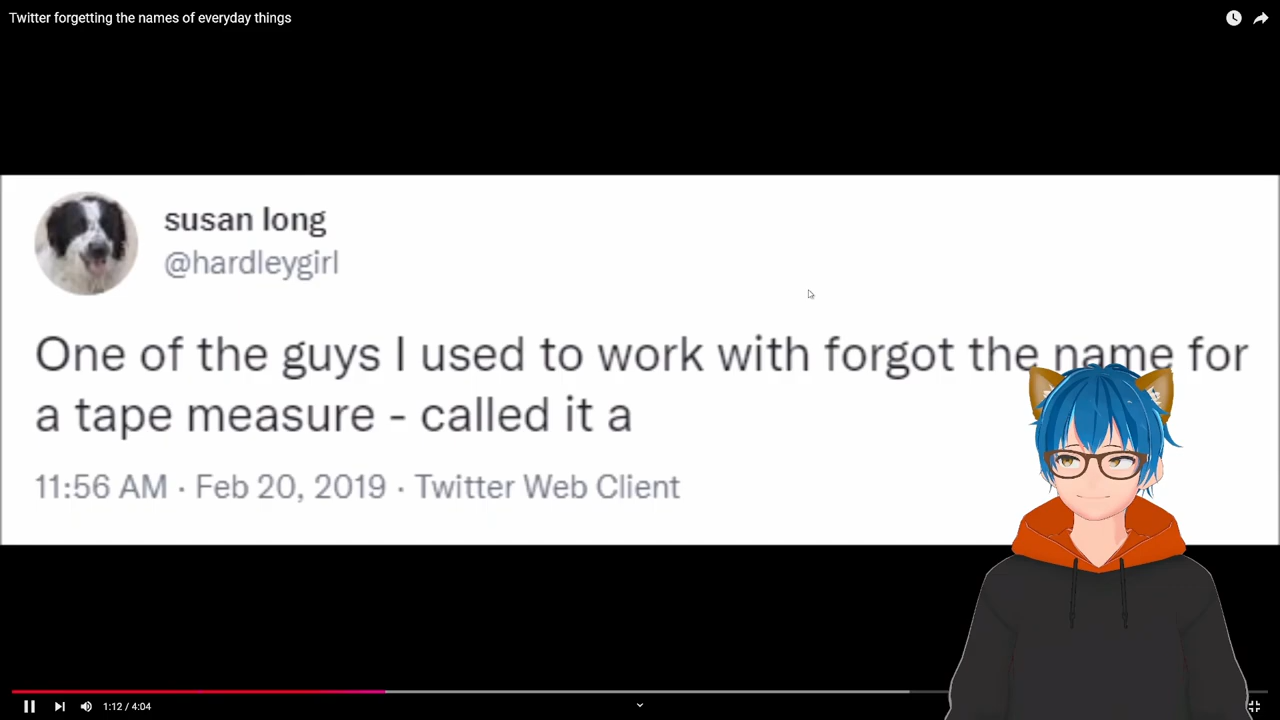 Twitter forgetting the names of everyday things
susan long
@hardleygirl
One of the guys I used to work with forgot the name for
a tape measure - called it a
11:56 AM · Feb 20, 2019 · Twitter Web Client
1:12 / 4:04